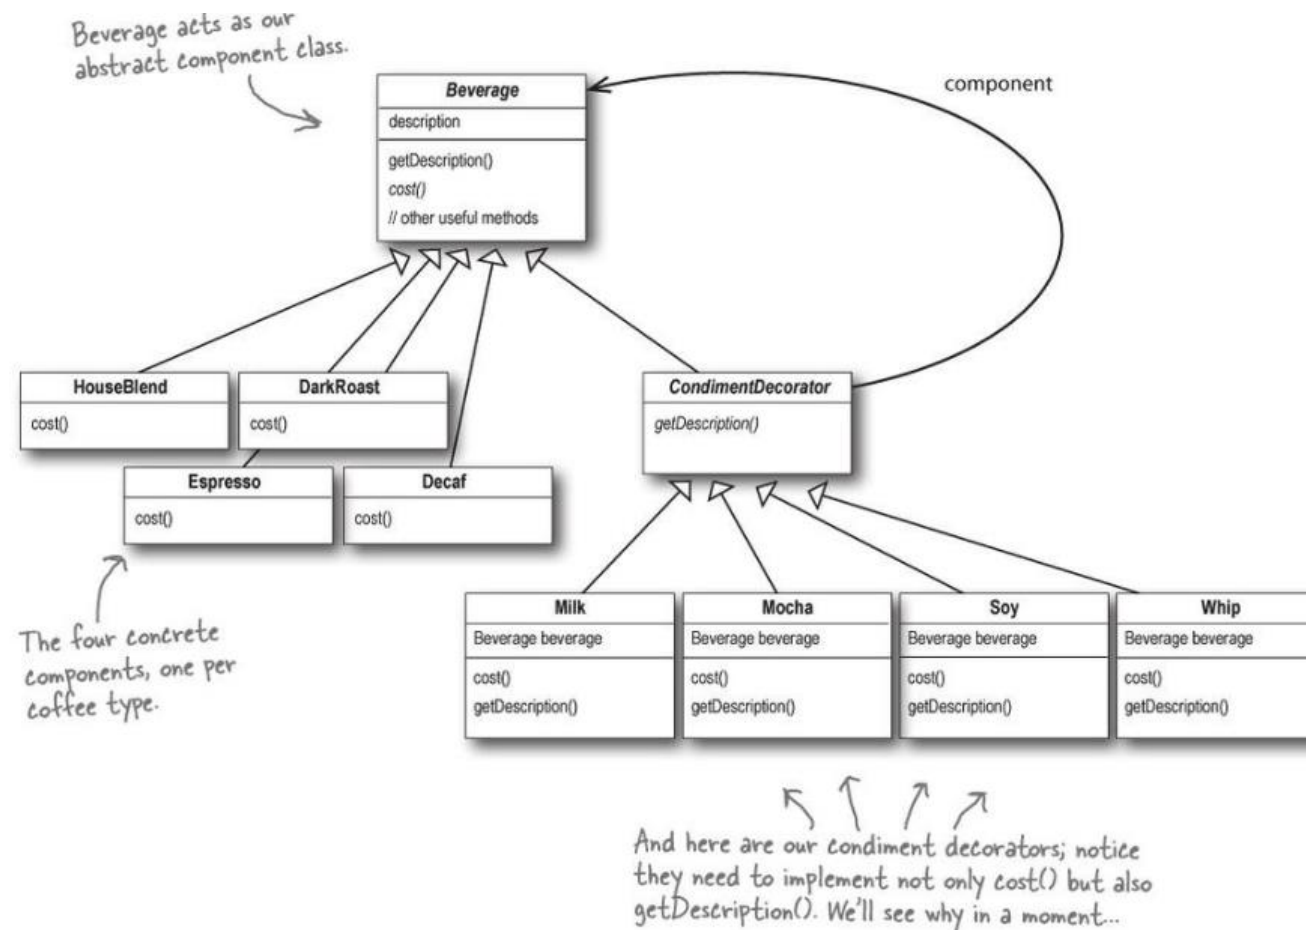 Beverage acts as our
abstract component class.
component
Beverage
description
getDescription()
cost()
// other useful methods
HouseBlend
cost()
DarkRoast
cost()
CondimentDecorator
getDescription()
Espresso
cost()
Decaf
cost()
The four concrete
components, one per
coffee type.
Milk
Beverage beverage
cost()
getDescription()
Mocha
Beverage beverage
cost()
getDescription()
Soy
Beverage beverage
cost()
getDescription()
Whip
Beverage beverage
cost()
getDescription()
And here are our condiment decorators; notice
they need to implement not only cost() but also
getDescription(). We'll see why in a moment...